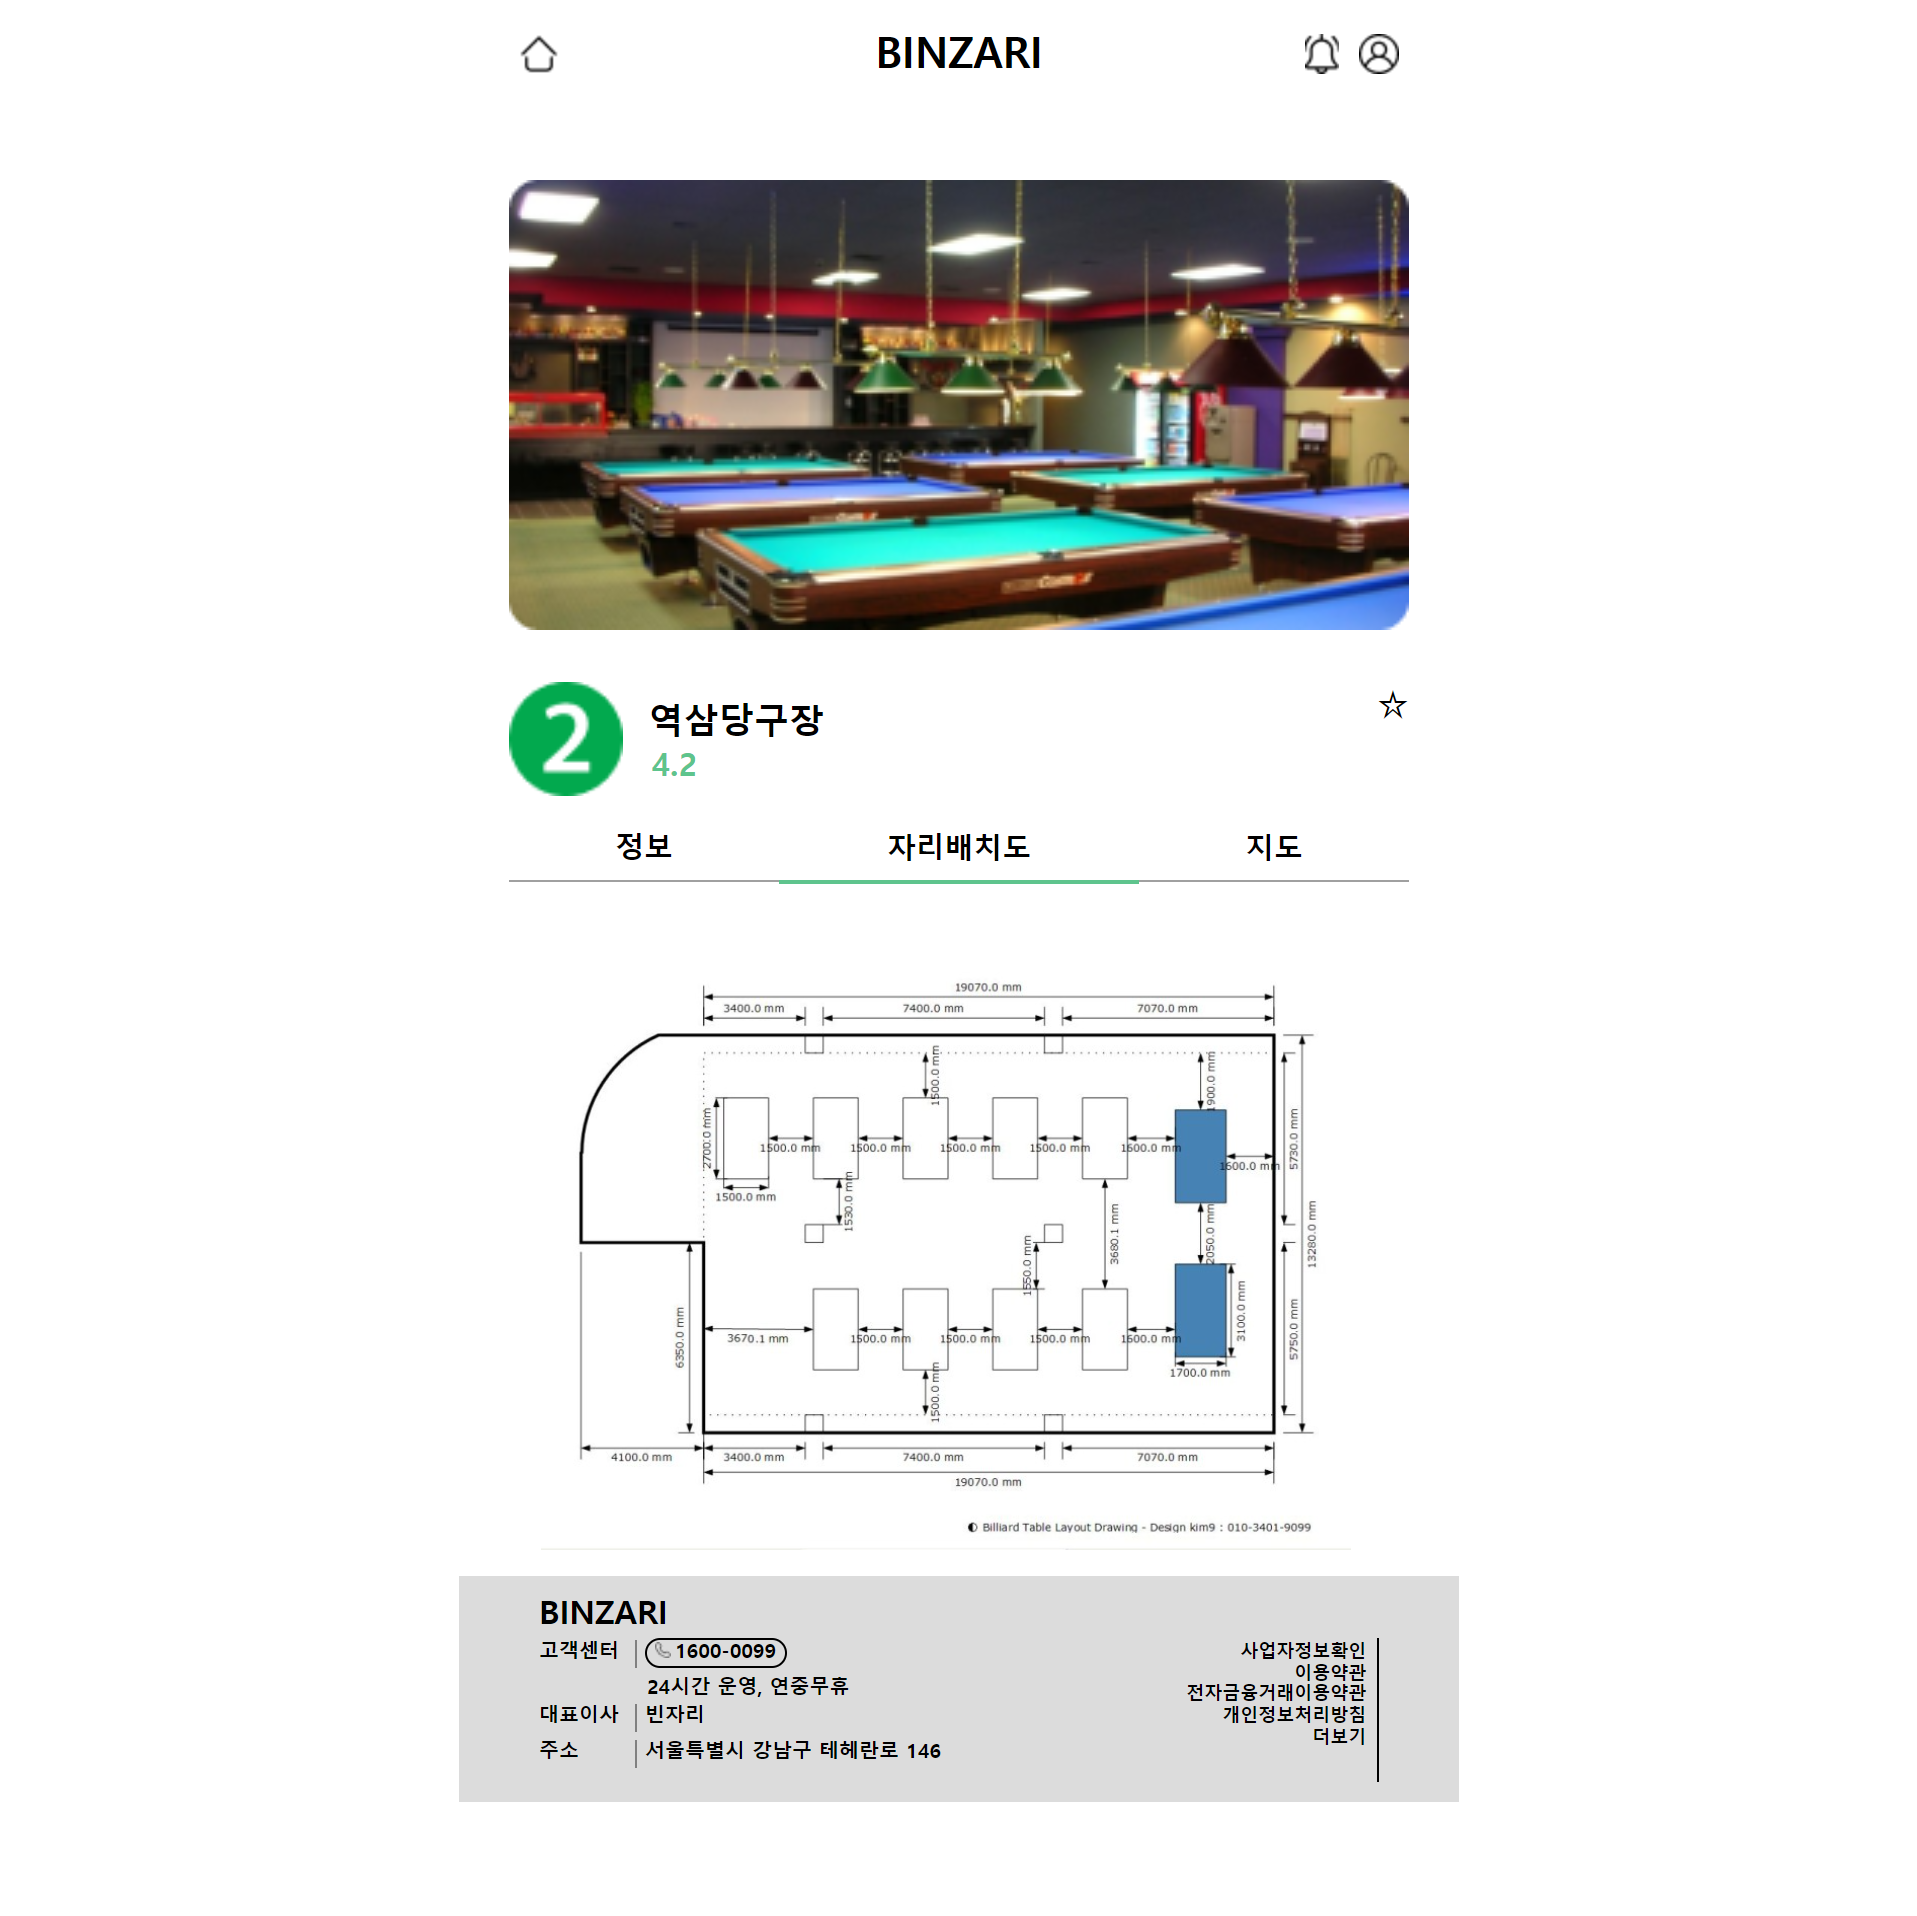 BINZARI
2
역삼당구장
☆
4.2
정보 자리배치도 지도
19070.0 mm
3400.0 mm 7400.0 mm 7070.0 mm
1500.0 mm
1900.0 mm
2700.0 mm
1500.0 mm 1500.0 mm 1500.0 mm 1500.0 mm 1600.0 mm
5730.0 mm
1600.0 mm
1500.0 mm
1530.0 mm
3680.1 mm
2050.0 mm
13280.0 mm
1550.0 mm
6350.0 mm
3670.1 mm 1500.0 mm 1500.0 mm 1500.0 mm 1600.0 mm
3100.0 mm
5750.0 mm
1700.0 mm
1500.0 mm
4100.0 mm 3400.0 mm 7400.0 mm 7070.0 mm
19070.0 mm
Billiard Table Layout Drawing - Design kim9 : 010-3401-9099
BINZARI
고객센터 1600-0099
24시간 운영, 연중무휴
대표이사 빈자리
주소 서울특별시 강남구 테헤란로 146
사업자정보확인
이용약관
전자금융거래이용약관
개인정보처리방침
더보기